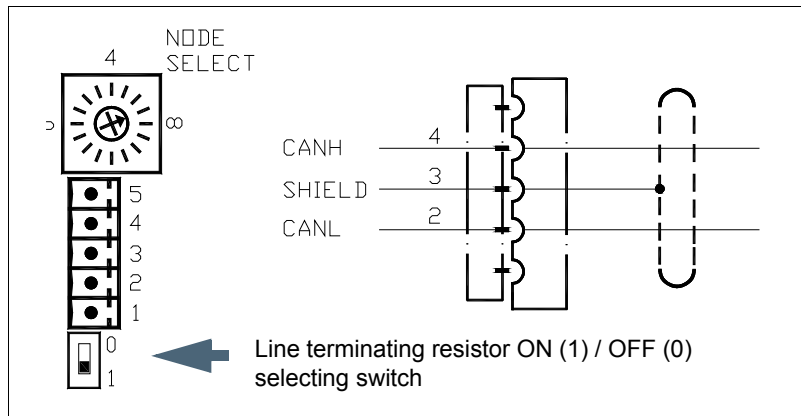 NODE
SELECT
4
8
5
4
3
2
1
0
1
CANH 4
SHIELD 3
CANL 2
Line terminating resistor ON (1) / OFF (0)
selecting switch